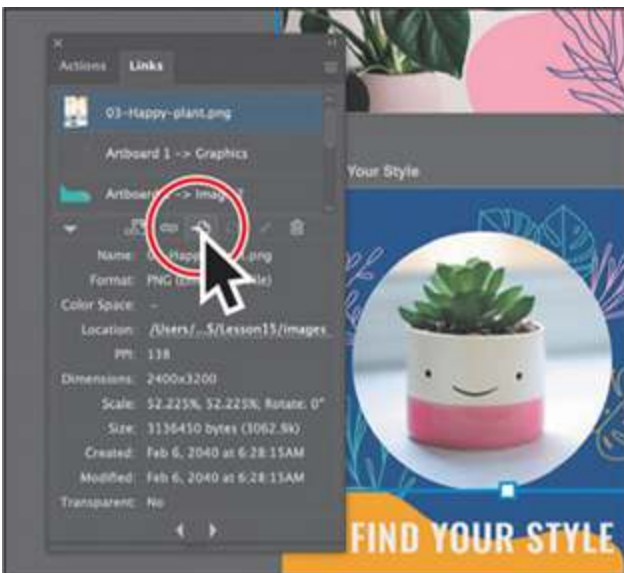 Actions Links
03-Happy-plant.png
Artboard 1 -> Graphics
Your Style
Name:
Format: PNG
Color Space: –
Location: /Users/...S/Lesson15/images
PPI: 138
Dimensions: 2400x3200
Scale: 52.225%, 52.225%, Rotate: 0°
Size: 3136450 bytes (3062.9k)
Created: Feb 6, 2040 at 6:28:15AM
Modified: Feb 6, 2040 at 6:28:15AM
Transparent: No
FIND YOUR STYLE